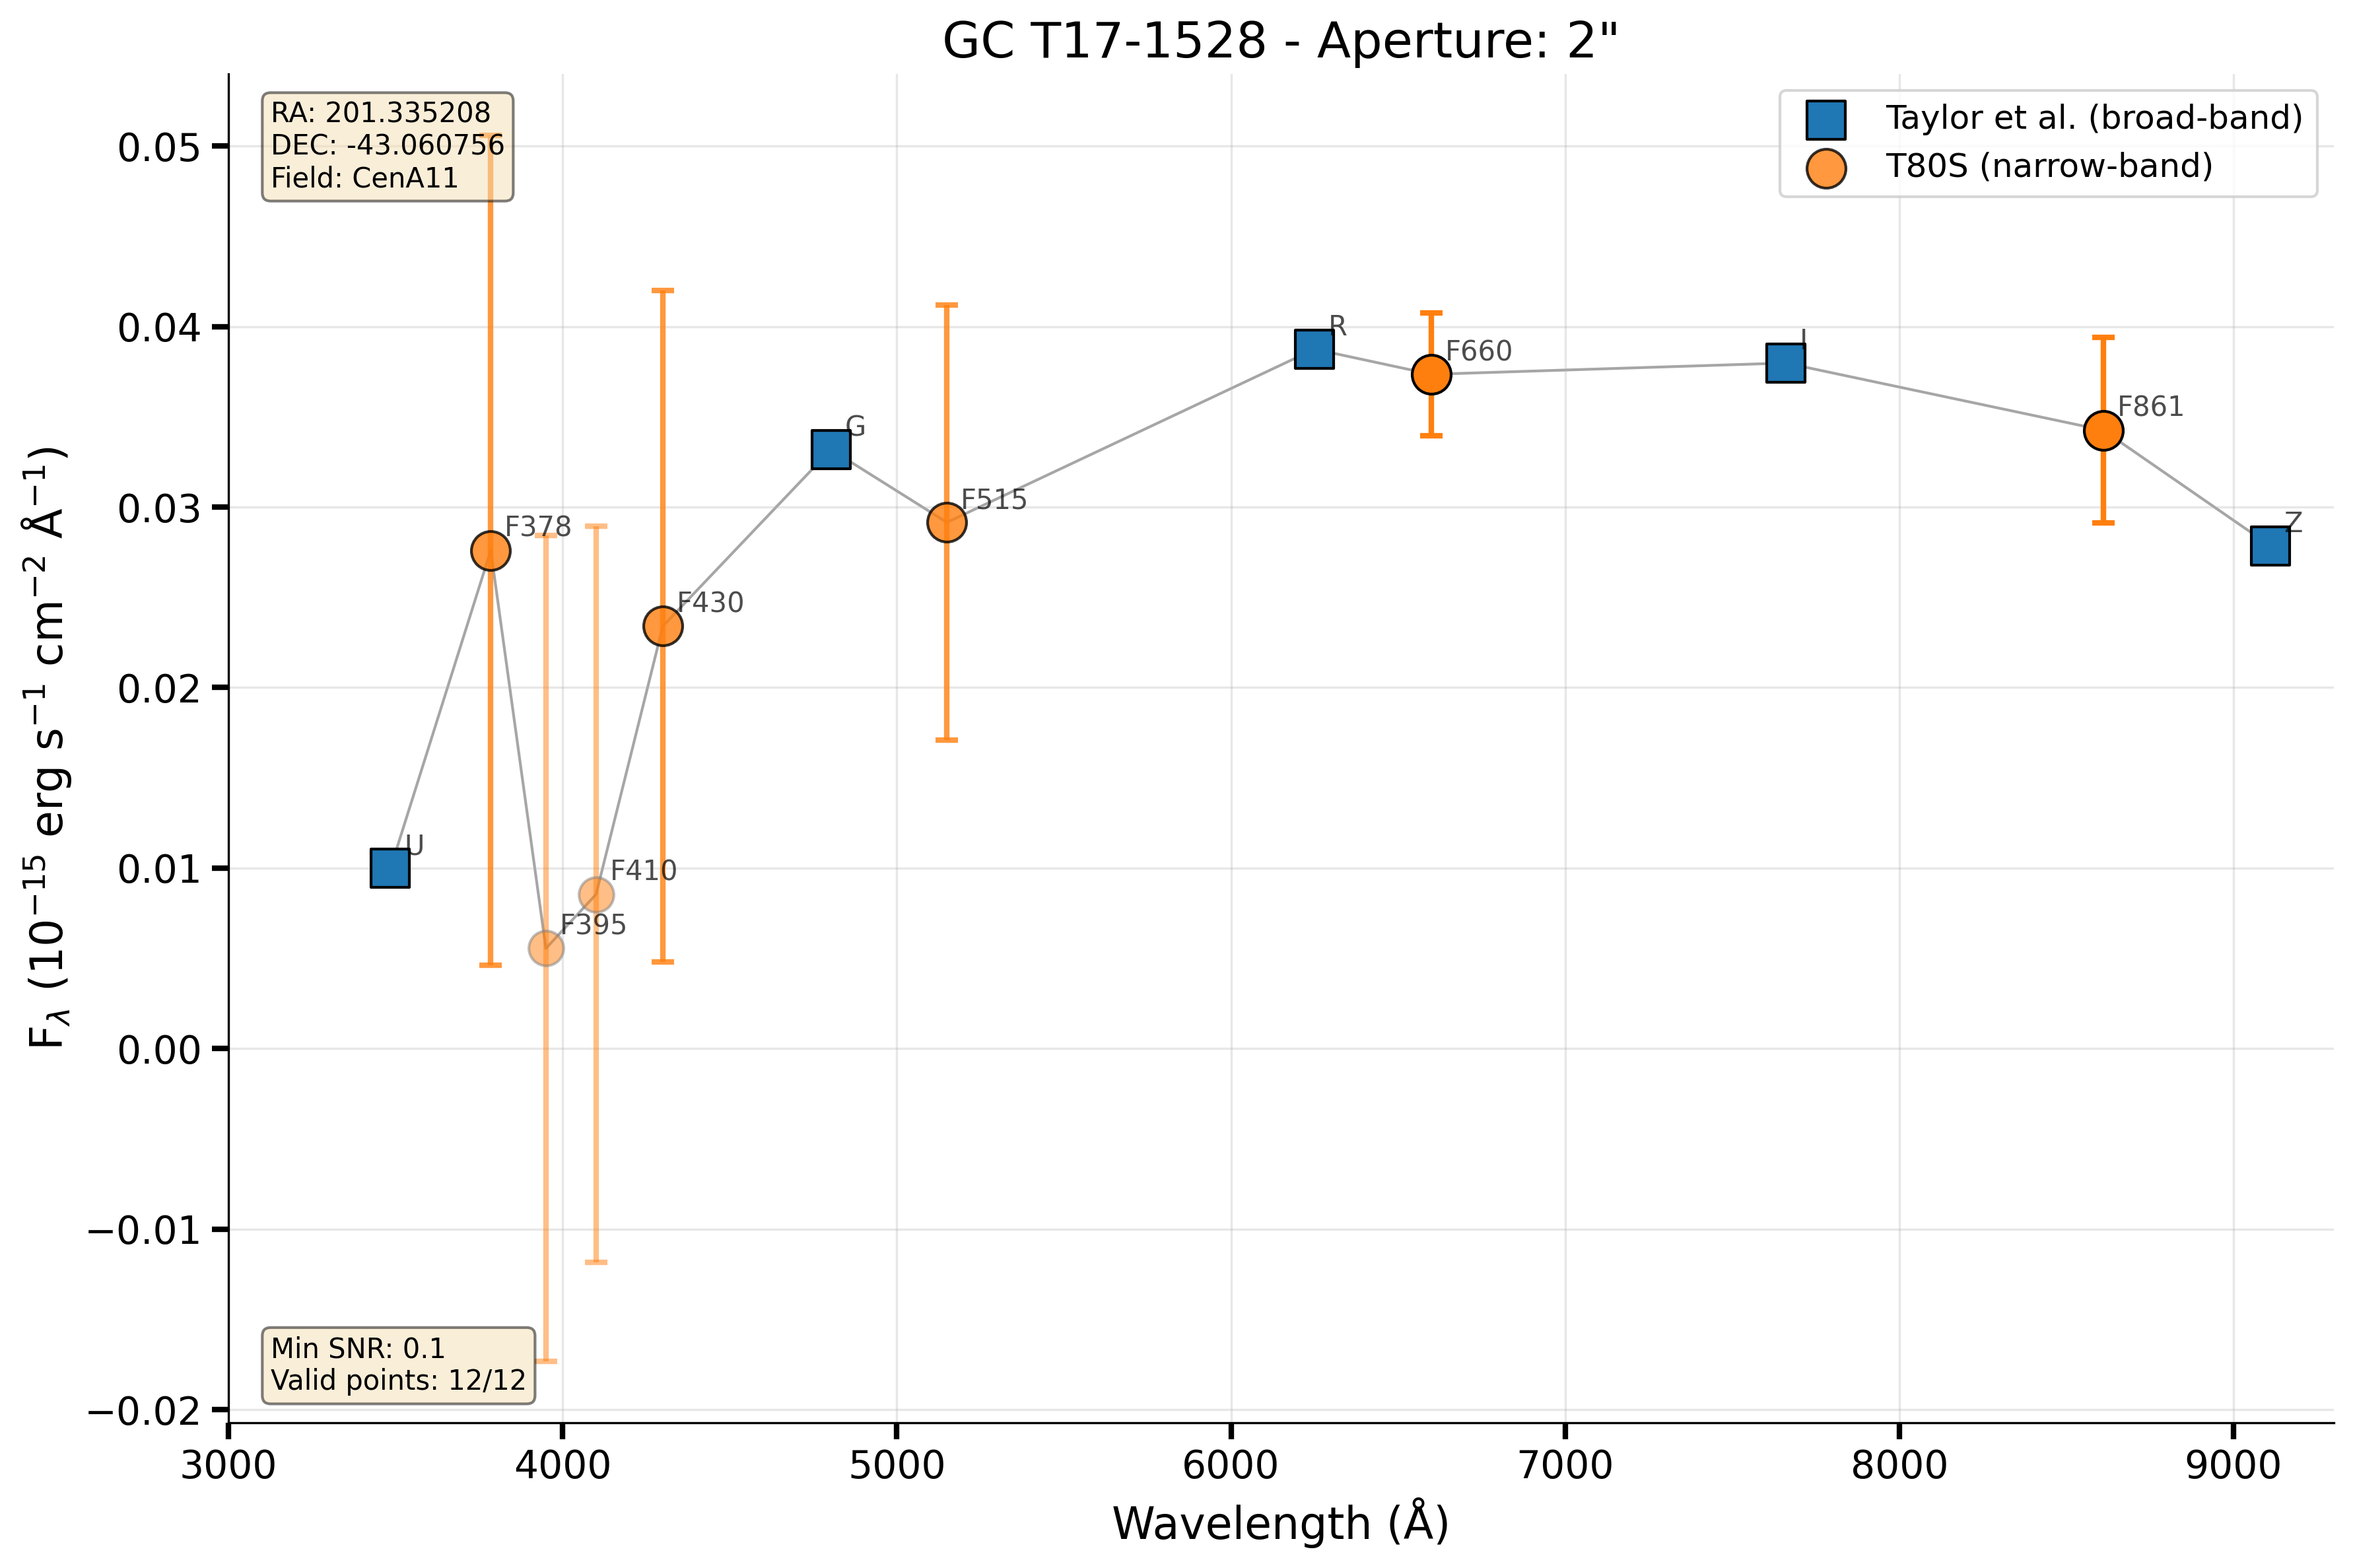 GC T17-1528 - Aperture: 2"
RA: 201.335208
DEC: -43.060756
Field: CenA11
Taylor et al. (broad-band)
T80S (narrow-band)
0.05
0.04
0.03
0.02
0.01
0.00
−0.01
−0.02
F_λ (10⁻¹⁵ erg s⁻¹ cm⁻² Å⁻¹)
U
F378
F395
F410
F430
G
F515
R
F660
I
F861
Z
Min SNR: 0.1
Valid points: 12/12
3000 4000 5000 6000 7000 8000 9000
Wavelength (Å)